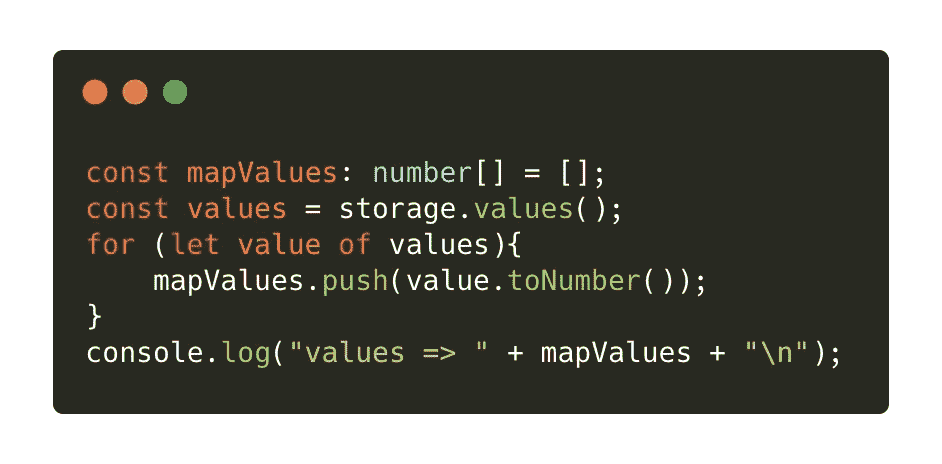 const mapValues: number[] = [];
const values = storage.values();
for (let value of values){
    mapValues.push(value.toNumber());
}
console.log("values => " + mapValues + "\n");